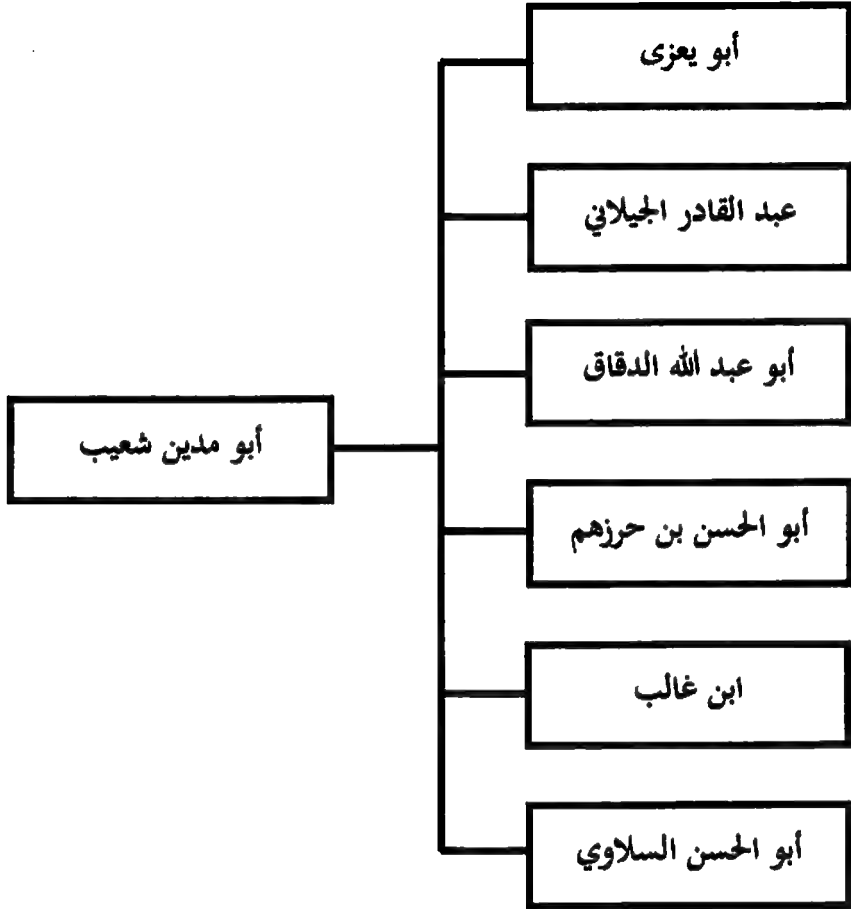 أبو يعزى
عبد القادر الجيلاني
أبو عبد الله الدقاق
أبو مدين شعيب
أبو الحسن بن حرزهم
ابن غالب
أبو الحسن السلاوي